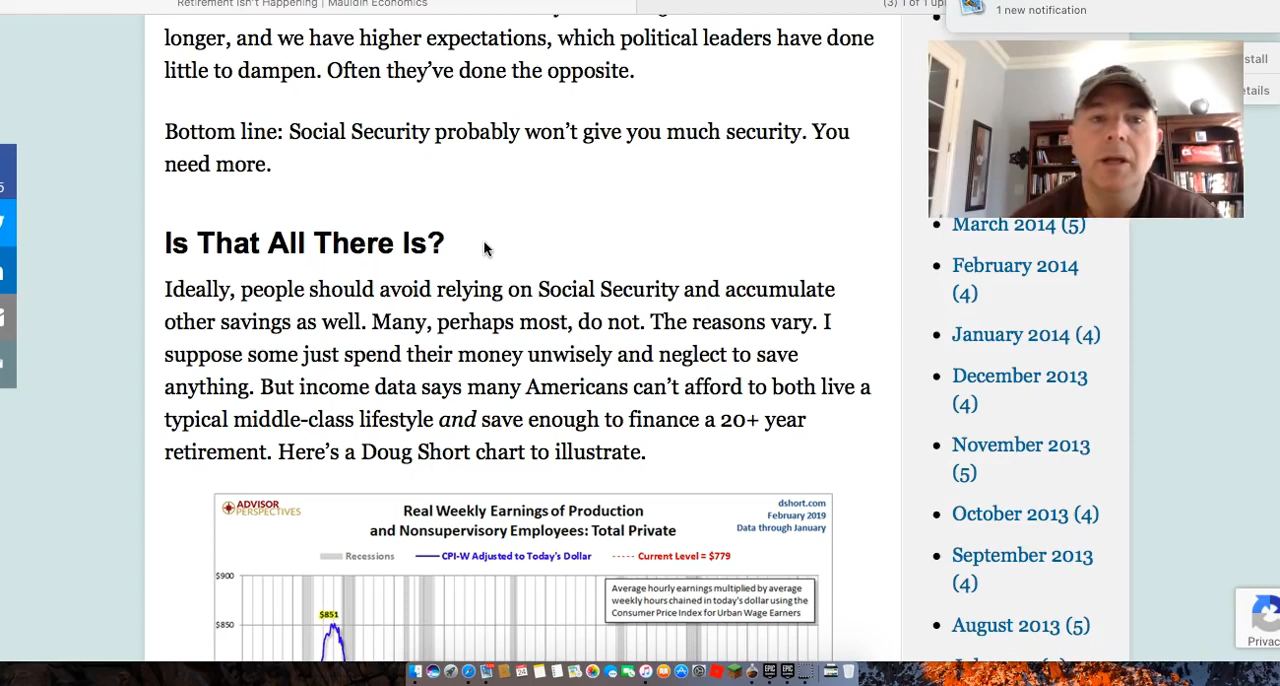 Retirement Isn't Happening | Mauldin Economics
(3) 1 of 1 up
1 new notification
longer, and we have higher expectations, which political leaders have done
little to dampen. Often they've done the opposite.
Bottom line: Social Security probably won't give you much security. You
need more.
Is That All There Is?
Ideally, people should avoid relying on Social Security and accumulate
other savings as well. Many, perhaps most, do not. The reasons vary. I
suppose some just spend their money unwisely and neglect to save
anything. But income data says many Americans can't afford to both live a
typical middle-class lifestyle and save enough to finance a 20+ year
retirement. Here's a Doug Short chart to illustrate.
ADVISOR
PERSPECTIVES
Real Weekly Earnings of Production
and Nonsupervisory Employees: Total Private
dshort.com
February 2019
Data through January
Recessions
CPI-W Adjusted to Today's Dollar
Current Level = $779
$900
Average hourly earnings multiplied by average
weekly hours chained in today's dollar using the
Consumer Price Index for Urban Wage Earners
$851
$850
stall
etails
March 2014 (5)
February 2014
(4)
January 2014 (4)
December 2013
(4)
November 2013
(5)
October 2013 (4)
September 2013
(4)
August 2013 (5)
Privac
5